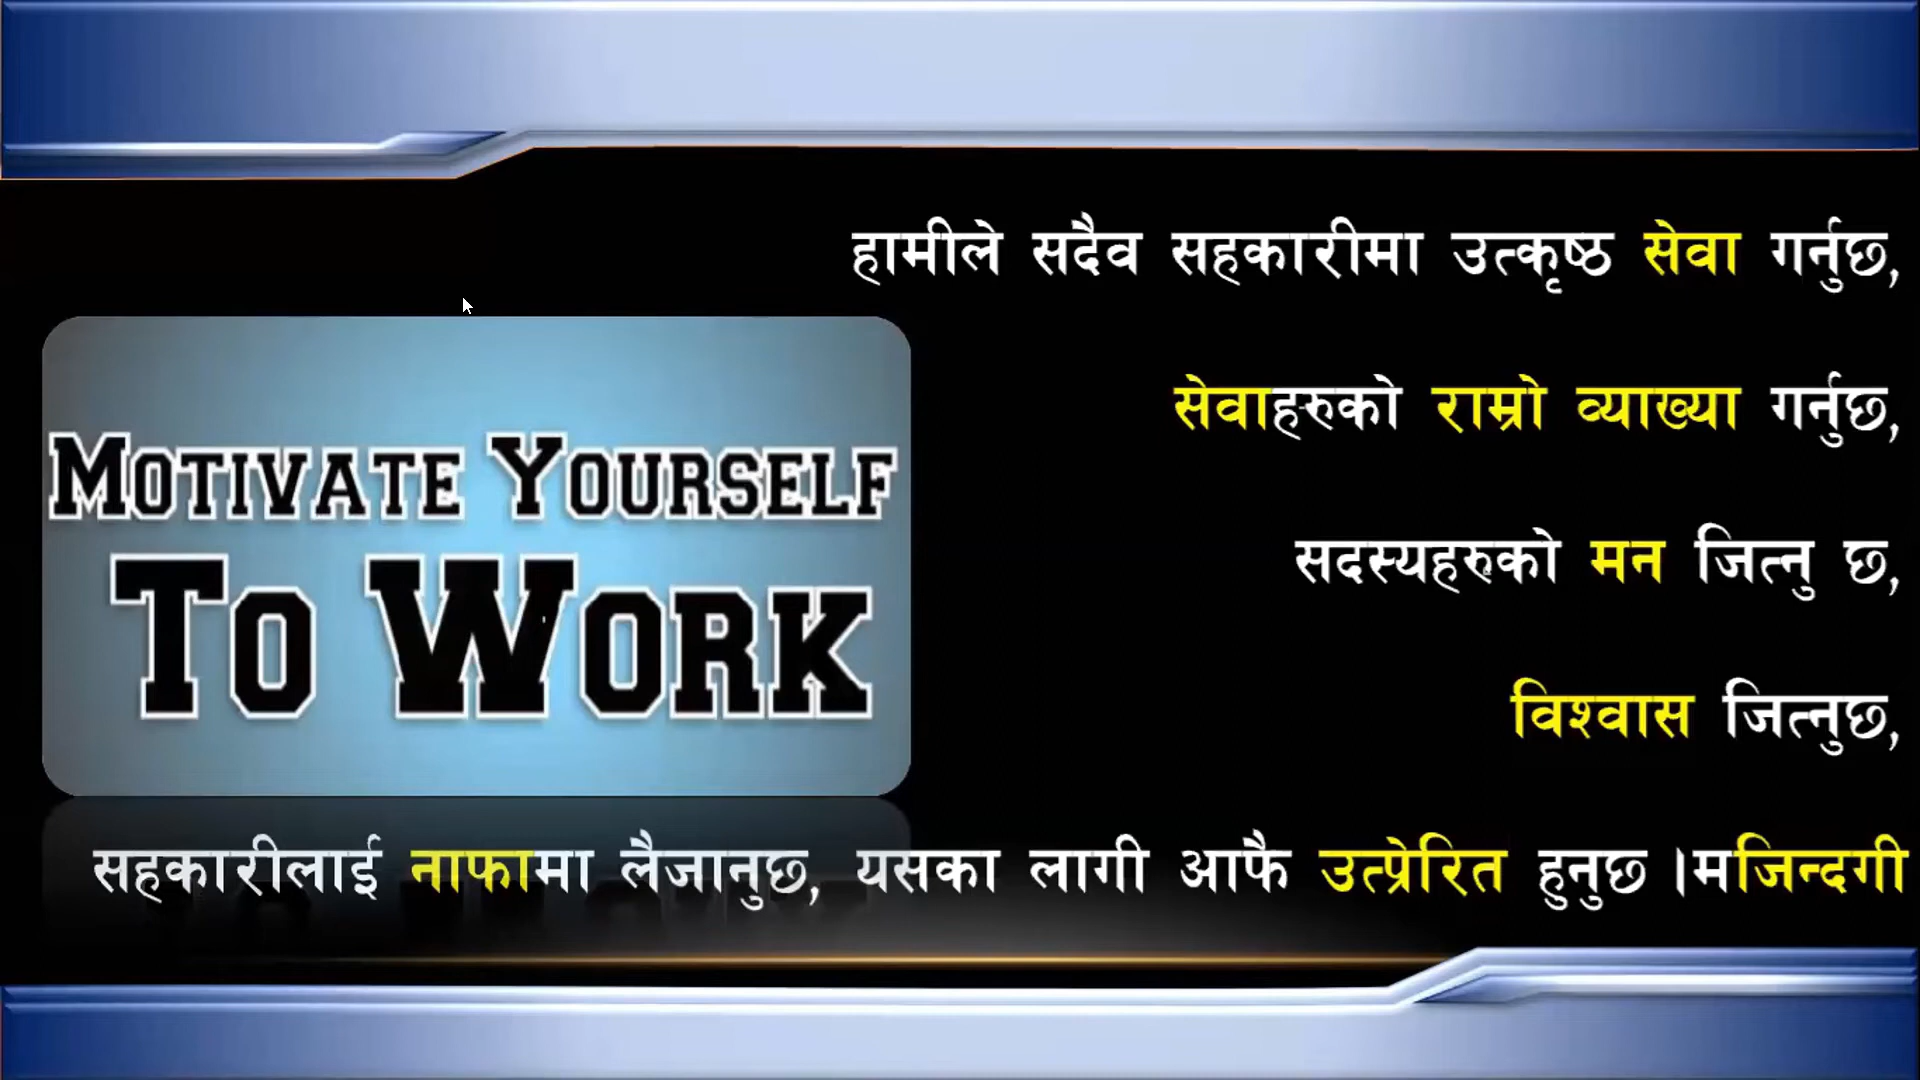 हामीले सदैव सहकारीमा उत्कृष्ठ सेवा गर्नुछ,
सेवाहरुको राम्रो व्याख्या गर्नुछ,
MOTIVATE YOURSELF
TO WORK
सदस्यहरुको मन जित्नु छ,
विश्वास जित्नुछ,
सहकारीलाई नाफामा लैजानुछ, यसका लागी आफै उत्प्रेरित हुनुछ ।मजिन्दगी